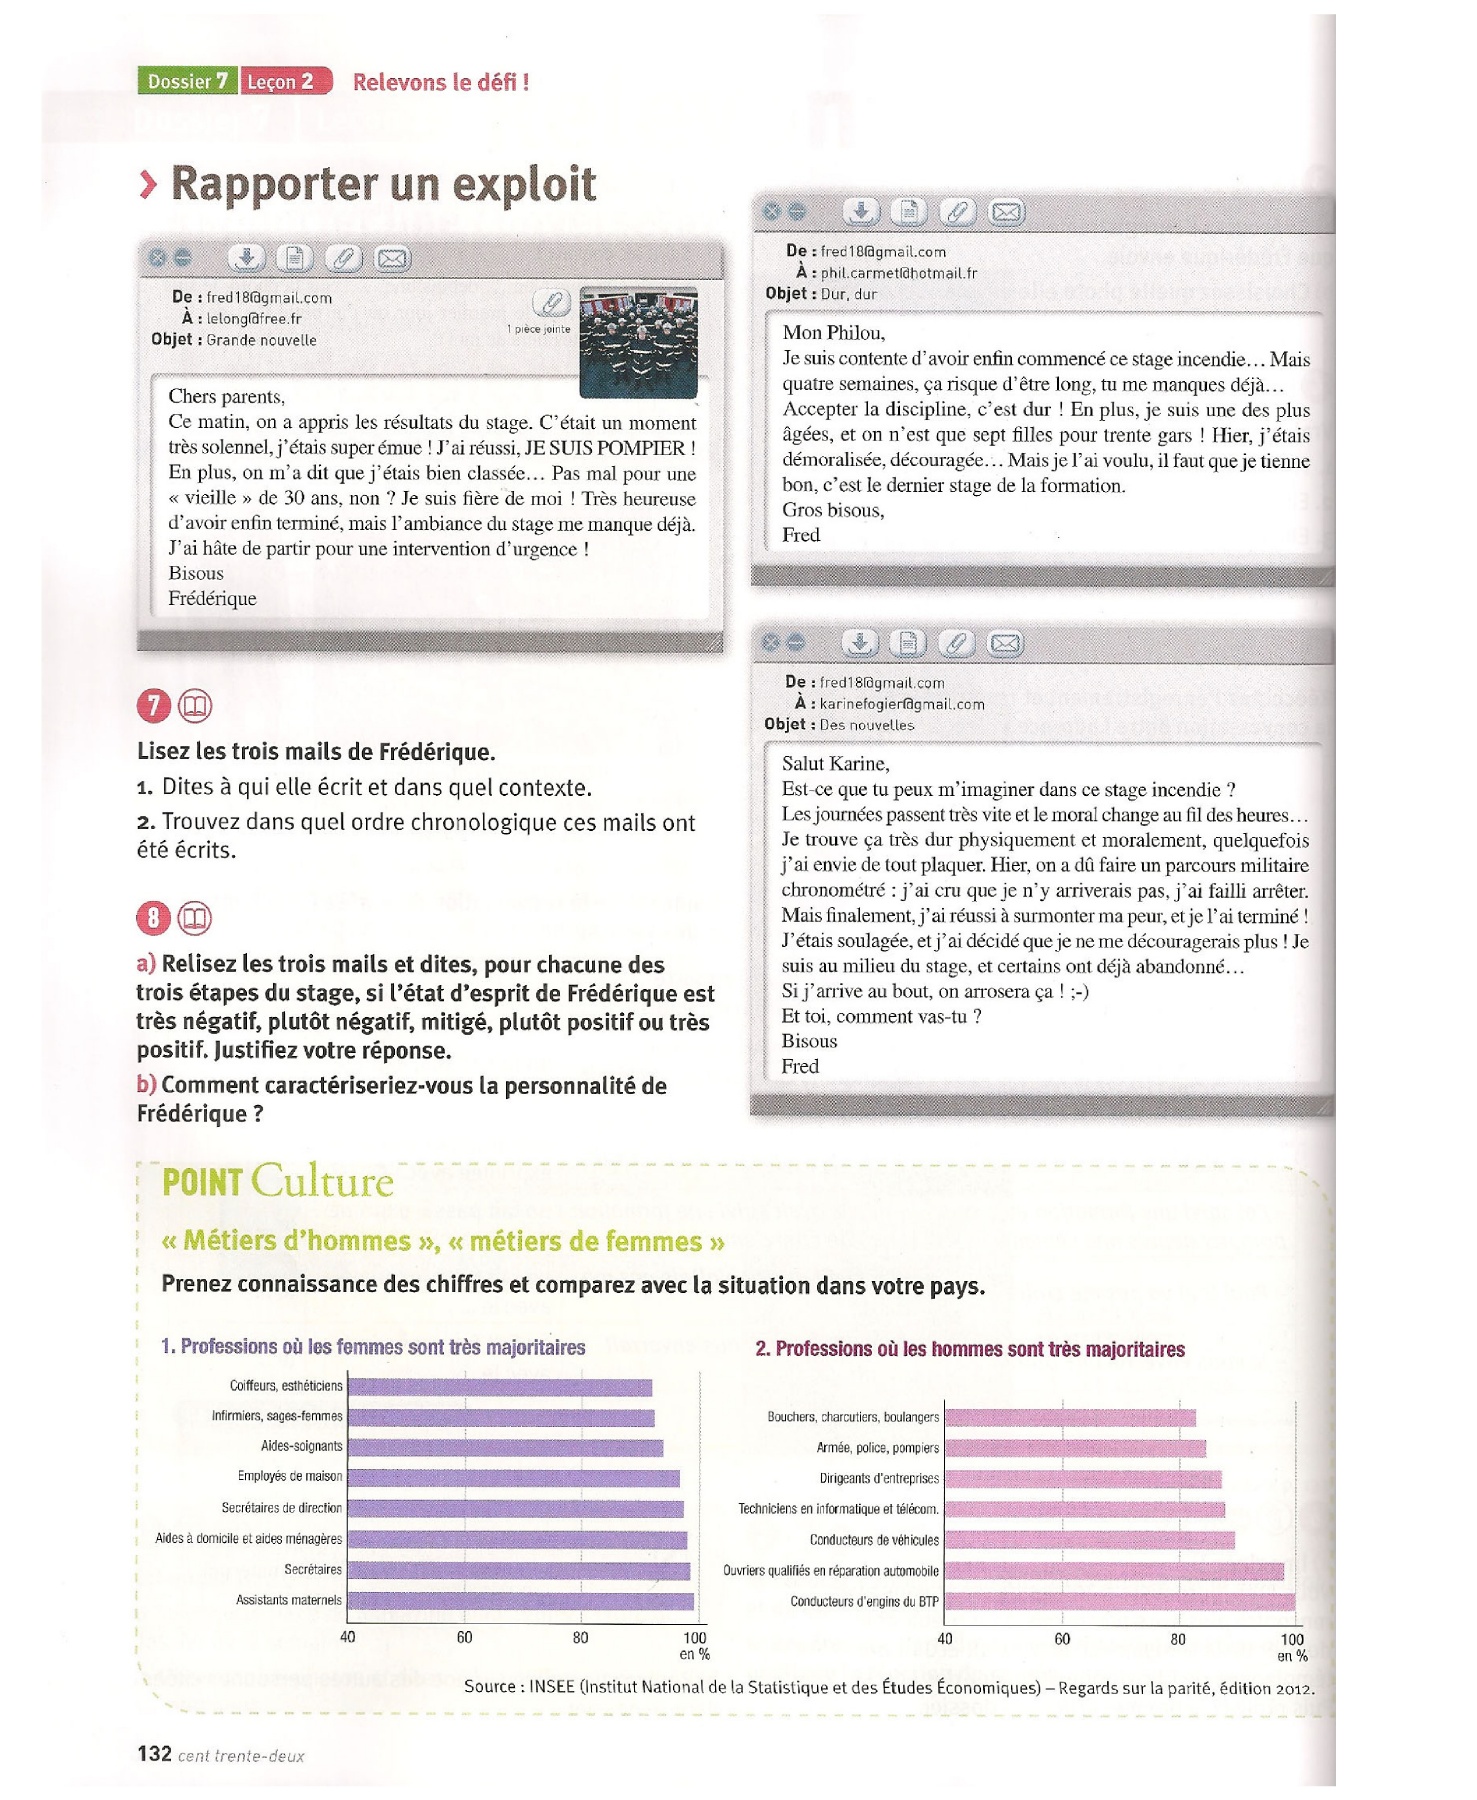 Dossier 7 Leçon 2 Relevons le défi !
› Rapporter un exploit
De : fred18@gmail.com
À : lelong@free.fr
Objet : Grande nouvelle
1 pièce jointe
Chers parents,
Ce matin, on a appris les résultats du stage. C'était un moment
très solennel, j'étais super émue ! J'ai réussi, JE SUIS POMPIER !
En plus, on m'a dit que j'étais bien classée… Pas mal pour une
« vieille » de 30 ans, non ? Je suis fière de moi ! Très heureuse
d'avoir enfin terminé, mais l'ambiance du stage me manque déjà.
J'ai hâte de partir pour une intervention d'urgence !
Bisous
Frédérique
De : fred18@gmail.com
À : phil.carmet@hotmail.fr
Objet : Dur, dur
Mon Philou,
Je suis contente d'avoir enfin commencé ce stage incendie… Mais
quatre semaines, ça risque d'être long, tu me manques déjà…
Accepter la discipline, c'est dur ! En plus, je suis une des plus
âgées, et on n'est que sept filles pour trente gars ! Hier, j'étais
démoralisée, découragée… Mais je l'ai voulu, il faut que je tienne
bon, c'est le dernier stage de la formation.
Gros bisous,
Fred
De : fred18@gmail.com
À : karinefogier@gmail.com
Objet : Des nouvelles
Salut Karine,
Est-ce que tu peux m'imaginer dans ce stage incendie ?
Les journées passent très vite et le moral change au fil des heures…
Je trouve ça très dur physiquement et moralement, quelquefois
j'ai envie de tout plaquer. Hier, on a dû faire un parcours militaire
chronométré : j'ai cru que je n'y arriverais pas, j'ai failli arrêter.
Mais finalement, j'ai réussi à surmonter ma peur, et je l'ai terminé !
J'étais soulagée, et j'ai décidé que je ne me découragerais plus ! Je
suis au milieu du stage, et certains ont déjà abandonné…
Si j'arrive au bout, on arrosera ça ! ;-)
Et toi, comment vas-tu ?
Bisous
Fred
7
Lisez les trois mails de Frédérique.
1. Dites à qui elle écrit et dans quel contexte.
2. Trouvez dans quel ordre chronologique ces mails ont
été écrits.
8
a) Relisez les trois mails et dites, pour chacune des
trois étapes du stage, si l'état d'esprit de Frédérique est
très négatif, plutôt négatif, mitigé, plutôt positif ou très
positif. Justifiez votre réponse.
b) Comment caractériseriez-vous la personnalité de
Frédérique ?
POINT Culture
« Métiers d'hommes », « métiers de femmes »
Prenez connaissance des chiffres et comparez avec la situation dans votre pays.
1. Professions où les femmes sont très majoritaires
Coiffeurs, esthéticiens
Infirmiers, sages-femmes
Aides-soignants
Employés de maison
Secrétaires de direction
Aides à domicile et aides ménagères
Secrétaires
Assistants maternels
40 60 80 100
en %
2. Professions où les hommes sont très majoritaires
Bouchers, charcutiers, boulangers
Armée, police, pompiers
Dirigeants d'entreprises
Techniciens en informatique et télécom.
Conducteurs de véhicules
Ouvriers qualifiés en réparation automobile
Conducteurs d'engins du BTP
40 60 80 100
en %
Source : INSEE (Institut National de la Statistique et des Études Économiques) – Regards sur la parité, édition 2012.
132 cent trente-deux